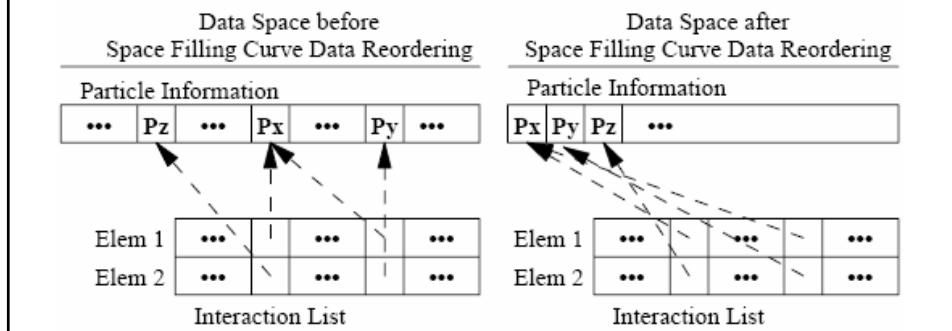 Data Space before
Space Filling Curve Data Reordering
Particle Information
••• Pz ••• Px ••• Py •••
Elem 1 ••• ••• •••
Elem 2 ••• ••• •••
Interaction List
Data Space after
Space Filling Curve Data Reordering
Particle Information
Px Py Pz •••
Elem 1 ••• ••• •••
Elem 2 ••• ••• •••
Interaction List